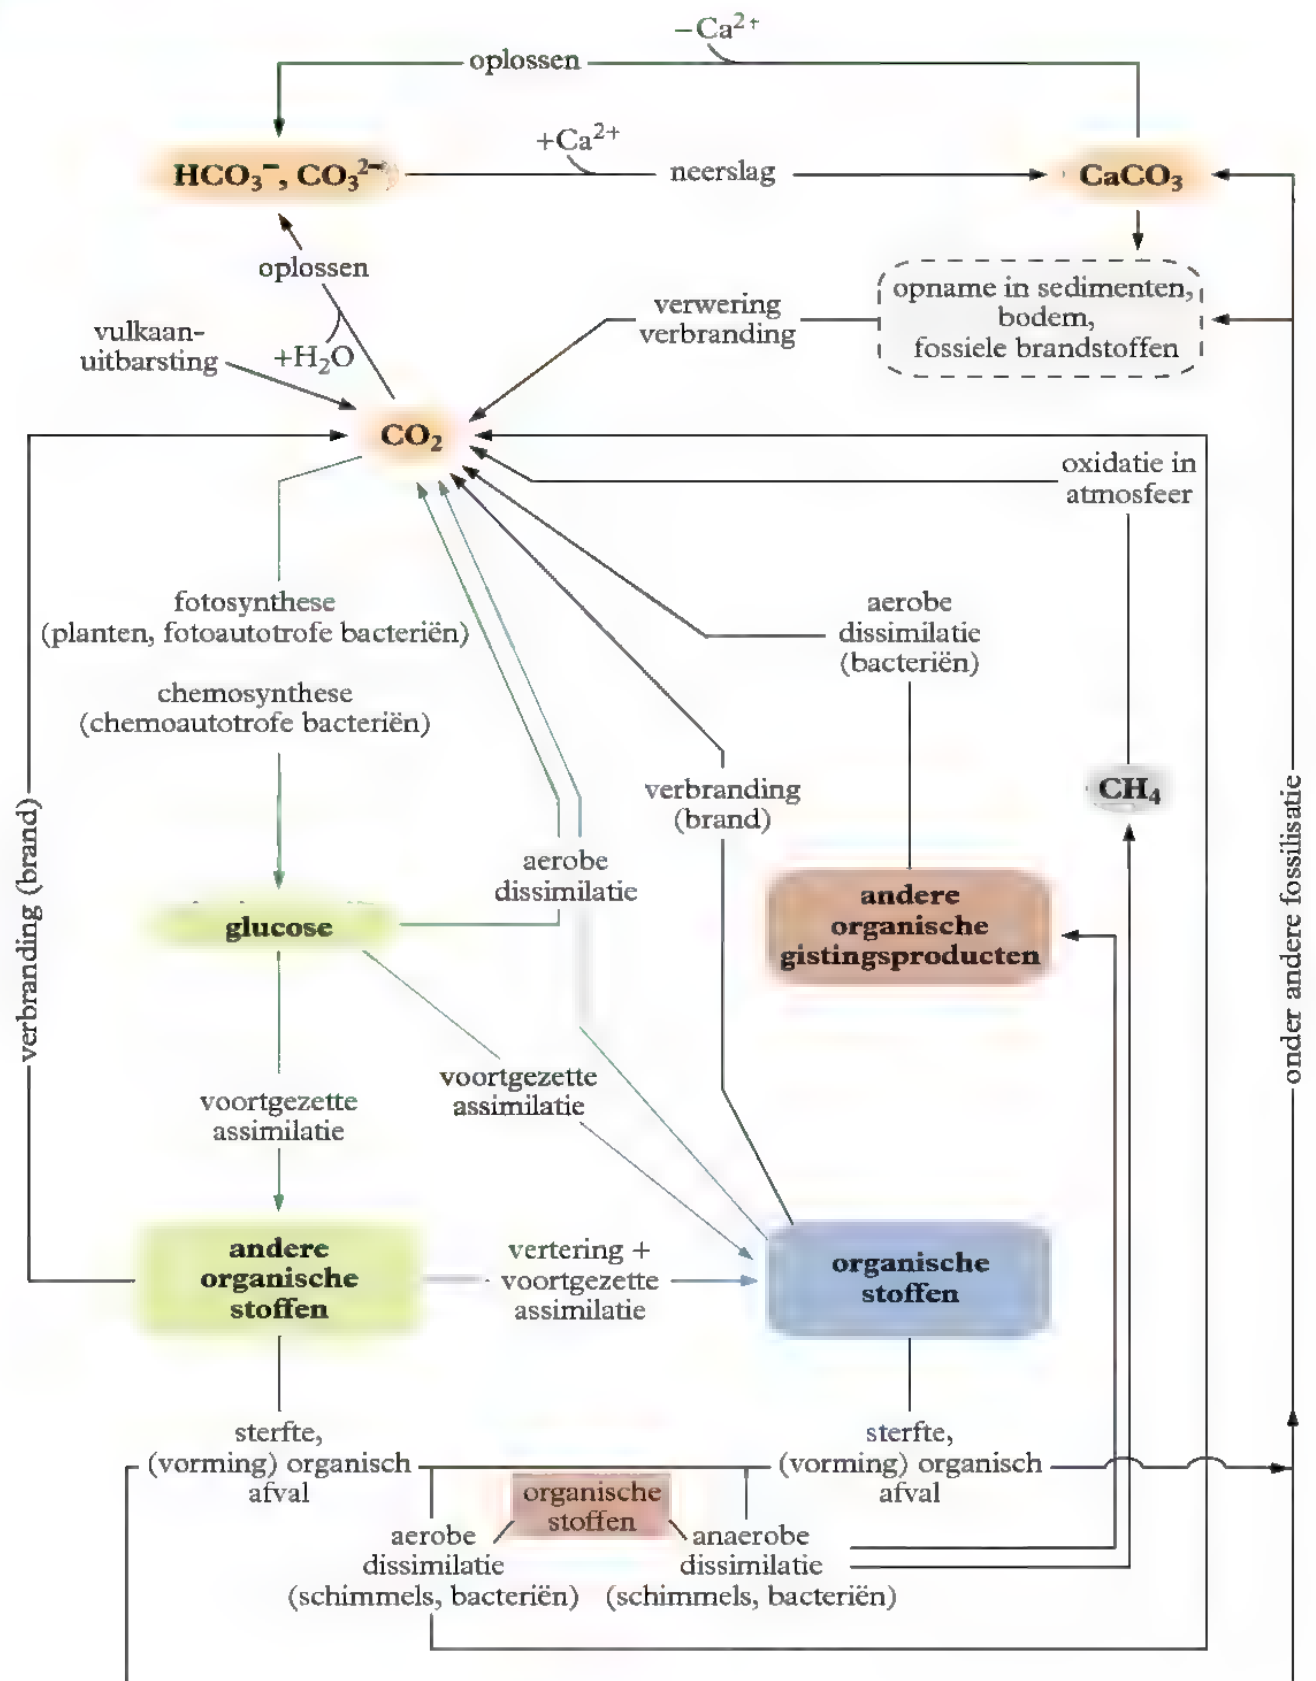 −Ca²⁺
oplossen
+Ca²⁺
HCO₃⁻, CO₃²⁻
neerslag
CaCO₃
oplossen
+H₂O
vulkaan-
uitbarsting
verwering
verbranding
opname in sedimenten,
bodem,
fossiele brandstoffen
CO₂
oxidatie in
atmosfeer
fotosynthese
(planten, fotoautotrofe bacteriën)
chemosynthese
(chemoautotrofe bacteriën)
aerobe
dissimilatie
(bacteriën)
verbranding
(brand)
CH₄
verbranding (brand)
onder andere fossilisatie
aerobe
dissimilatie
glucose
andere
organische
gistingsproducten
voortgezette
assimilatie
voortgezette
assimilatie
andere
organische
stoffen
vertering +
voortgezette
assimilatie
organische
stoffen
sterfte,
(vorming) organisch
afval
sterfte,
(vorming) organisch
afval
organische
stoffen
aerobe
dissimilatie
(schimmels, bacteriën)
anaerobe
dissimilatie
(schimmels, bacteriën)